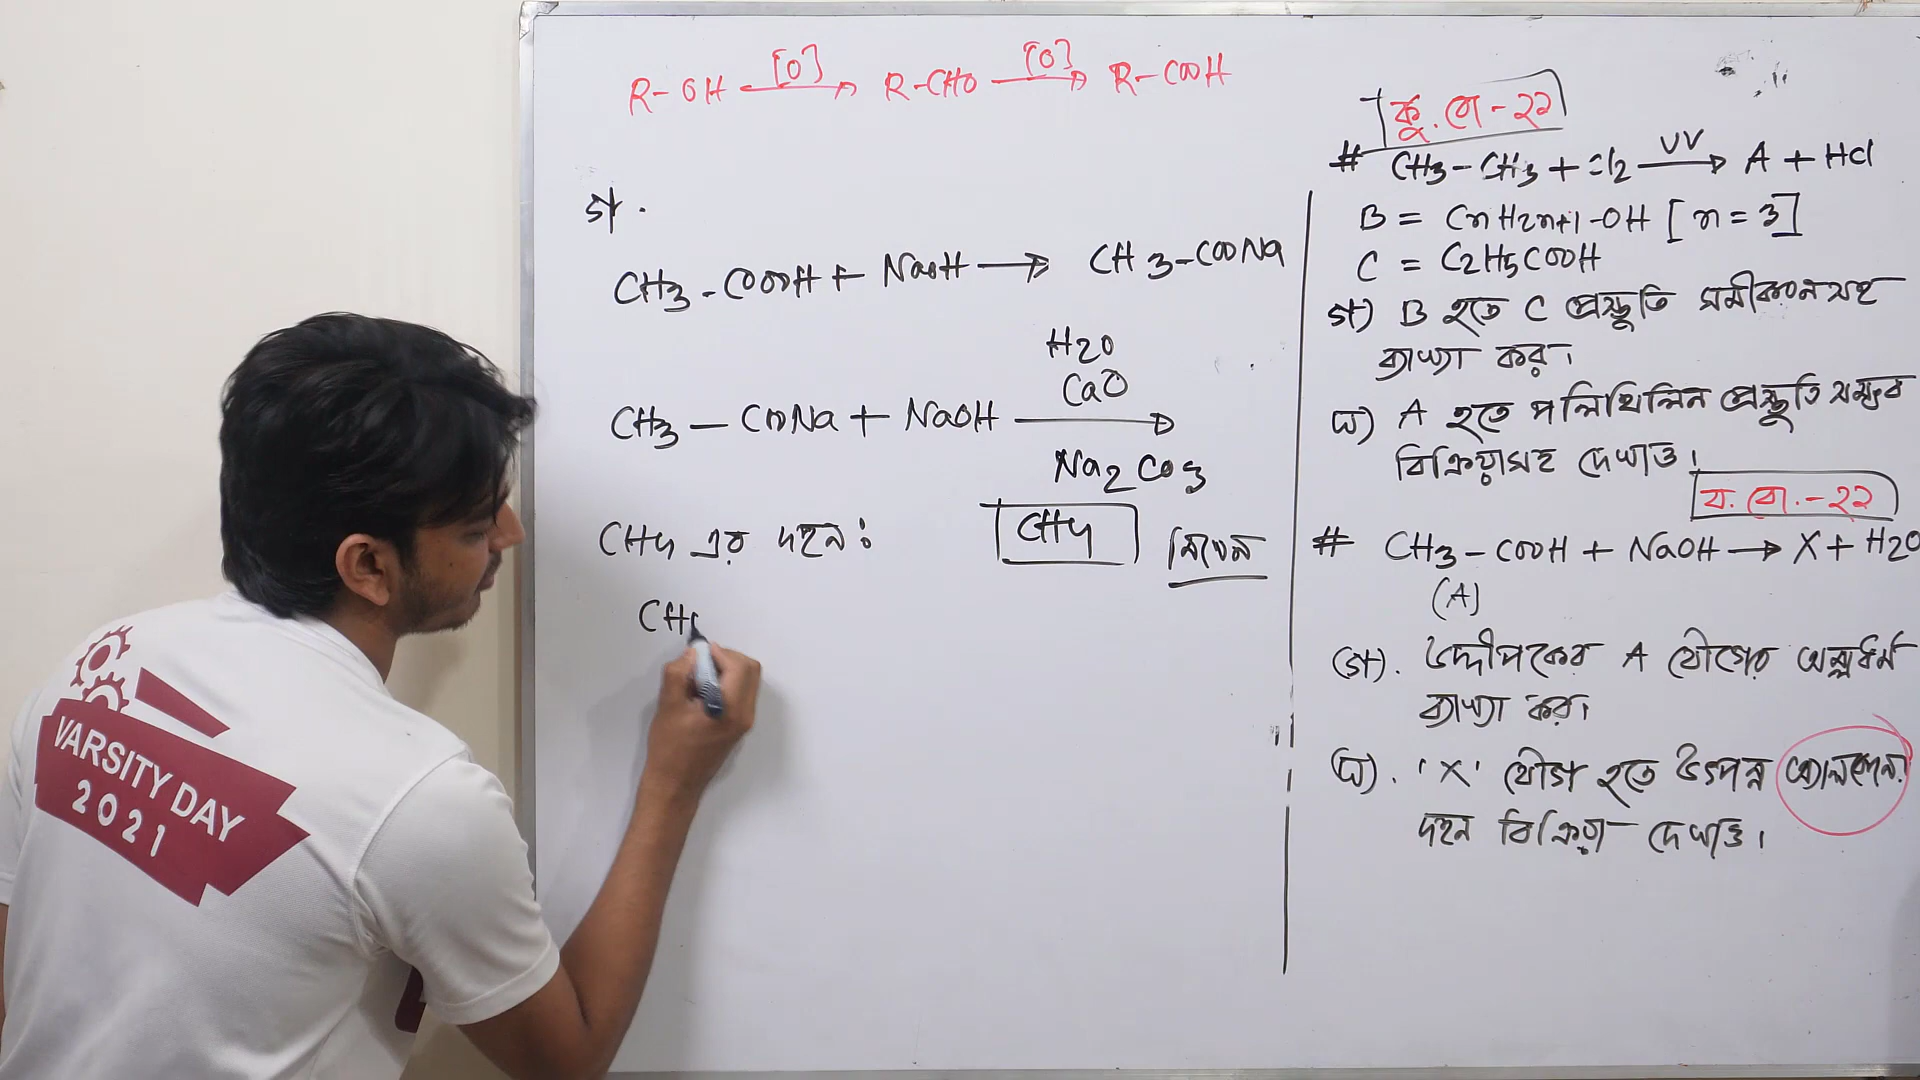 R-OH [O]→ R-CHO [O]→ R-COOH
গ.
CH3-COOH + NaOH → CH3-COONa
H2O
CaO
CH3-COONa + NaOH →
Na2CO3
CH4 এর দহন:
CH4
মিথেন
CH
কু. বো-২২
# CH3-CH3 + Cl2 UV→ A + HCl
B = CnH2n+1-OH [n=3]
C = C2H5COOH
গ) B হতে C প্রস্তুতি সমীকরনসহ
ব্যাখ্যা কর।
ঘ) A হতে পলিথিলিন প্রস্তুতি সম্ভব
বিক্রিয়াসহ দেখাও।
ব. বো.-২২
# CH3-COOH + NaOH → X + H2O
(A)
(গ). উদ্দীপকের A যৌগের অম্লধর্ম
ব্যাখ্যা কর।
(ঘ). 'X' যৌগ হতে উৎপন্ন অ্যালকেন
দহন বিক্রিয়া দেখাও।
VARSITY DAY
2021